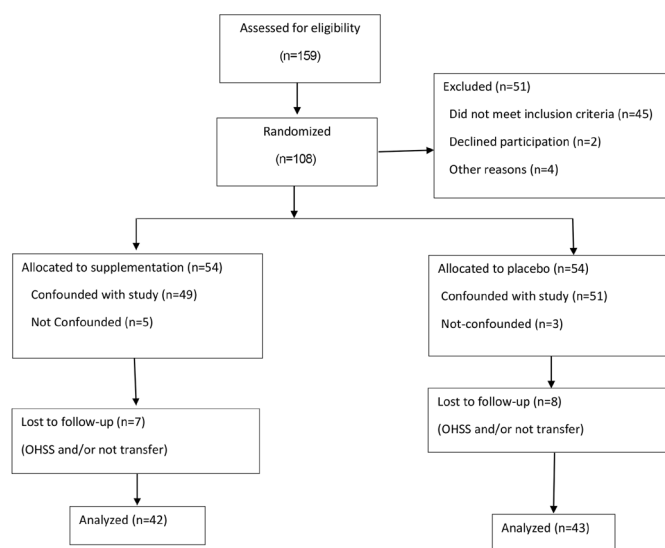 Assessed for eligibility
(n=159)
Excluded (n=51)
Did not meet inclusion criteria (n=45)
Declined participation (n=2)
Other reasons (n=4)
Randomized
(n=108)
Allocated to supplementation (n=54)
Confounded with study (n=49)
Not Confounded (n=5)
Allocated to placebo (n=54)
Confounded with study (n=51)
Not-confounded (n=3)
Lost to follow-up (n=7)
(OHSS and/or not transfer)
Lost to follow-up (n=8)
(OHSS and/or not transfer)
Analyzed (n=42)
Analyzed (n=43)